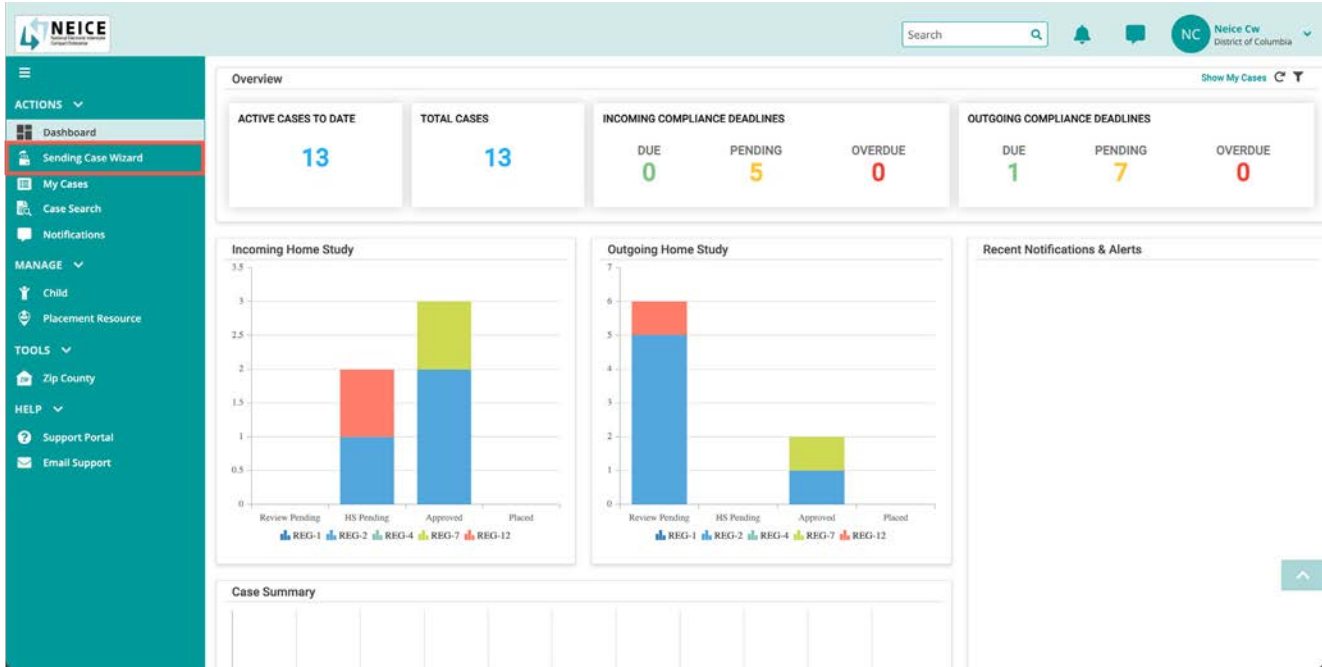 NEICE
Search
NC
Neice Cw
District of Columbia
ACTIONS
Dashboard
Sending Case Wizard
My Cases
Case Search
Notifications
MANAGE
Child
Placement Resource
TOOLS
ZIP
Zip County
HELP
Support Portal
Email Support
Overview
Show My Cases
ACTIVE CASES TO DATE
13
TOTAL CASES
13
INCOMING COMPLIANCE DEADLINES
DUE PENDING OVERDUE
0 5 0
OUTGOING COMPLIANCE DEADLINES
DUE PENDING OVERDUE
1 7 0
Incoming Home Study
3.5
3
2.5
2
1.5
1
0.5
0
Review Pending HS Pending Approved Placed
REG-1 REG-2 REG-4 REG-7 REG-12
Outgoing Home Study
7
6
5
4
3
2
1
0
Review Pending HS Pending Approved Placed
REG-1 REG-2 REG-4 REG-7 REG-12
Recent Notifications & Alerts
Case Summary